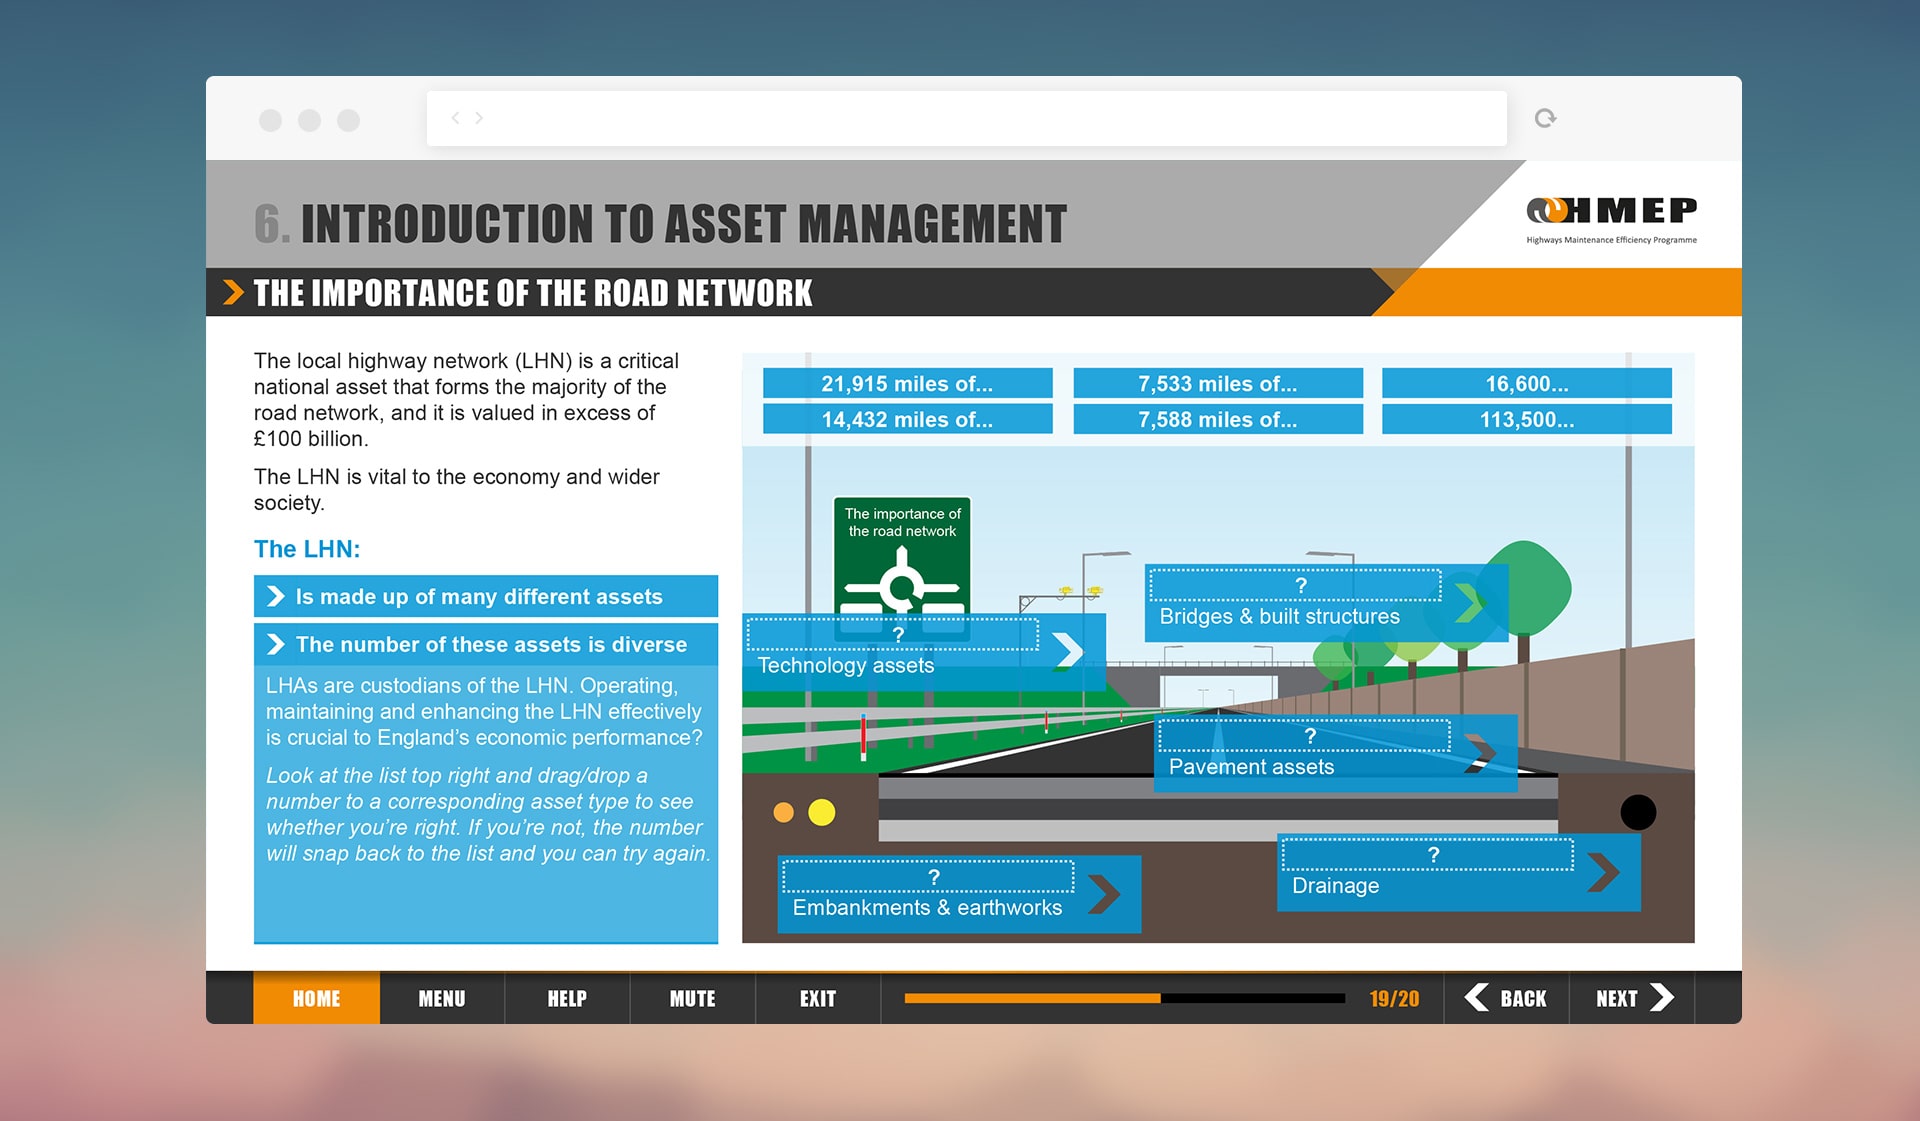 6. INTRODUCTION TO ASSET MANAGEMENT
HMEP
Highways Maintenance Efficiency Programme
THE IMPORTANCE OF THE ROAD NETWORK
The local highway network (LHN) is a critical
national asset that forms the majority of the
road network, and it is valued in excess of
£100 billion.
The LHN is vital to the economy and wider
society.
The LHN:
Is made up of many different assets
The number of these assets is diverse
LHAs are custodians of the LHN. Operating,
maintaining and enhancing the LHN effectively
is crucial to England's economic performance?
Look at the list top right and drag/drop a
number to a corresponding asset type to see
whether you're right. If you're not, the number
will snap back to the list and you can try again.
21,915 miles of...
7,533 miles of...
16,600...
14,432 miles of...
7,588 miles of...
113,500...
The importance of
the road network
?
Bridges & built structures
?
Technology assets
?
Pavement assets
?
Drainage
?
Embankments & earthworks
HOME
MENU
HELP
MUTE
EXIT
19/20
BACK
NEXT